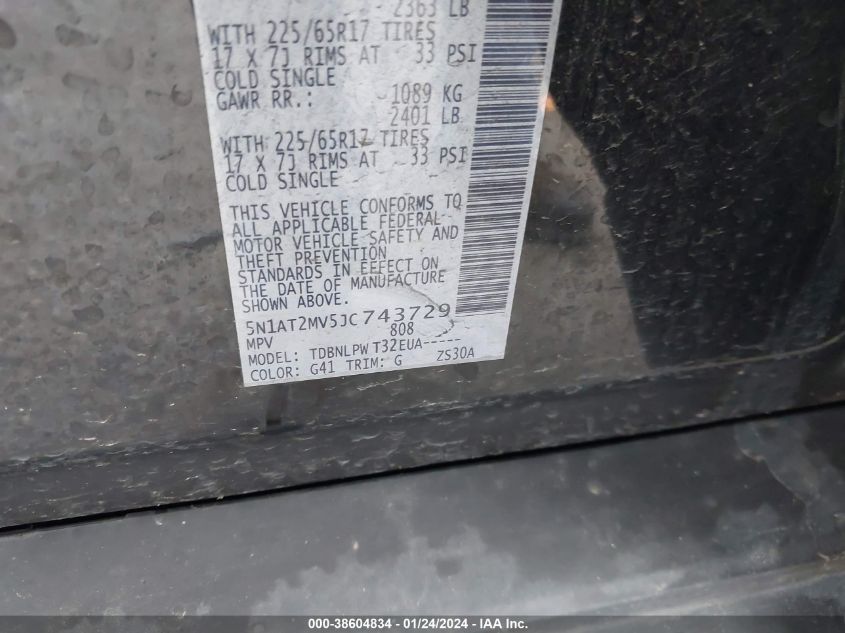 2363 LB
WITH 225/65R17 TIRES
17 X 7J RIMS AT 33 PSI
COLD SINGLE
GAWR RR.: 1089 KG
2401 LB
WITH 225/65R17 TIRES
17 X 7J RIMS AT 33 PSI
COLD SINGLE
THIS VEHICLE CONFORMS TO
ALL APPLICABLE FEDERAL
MOTOR VEHICLE SAFETY AND
THEFT PREVENTION
STANDARDS IN EFFECT ON
THE DATE OF MANUFACTURE
SHOWN ABOVE.
5N1AT2MV5JC743729
MPV 808
MODEL: TDBNLPW T32EUA-----
COLOR: G41 TRIM: G ZS30A
000-38604834 - 01/24/2024 - IAA Inc.